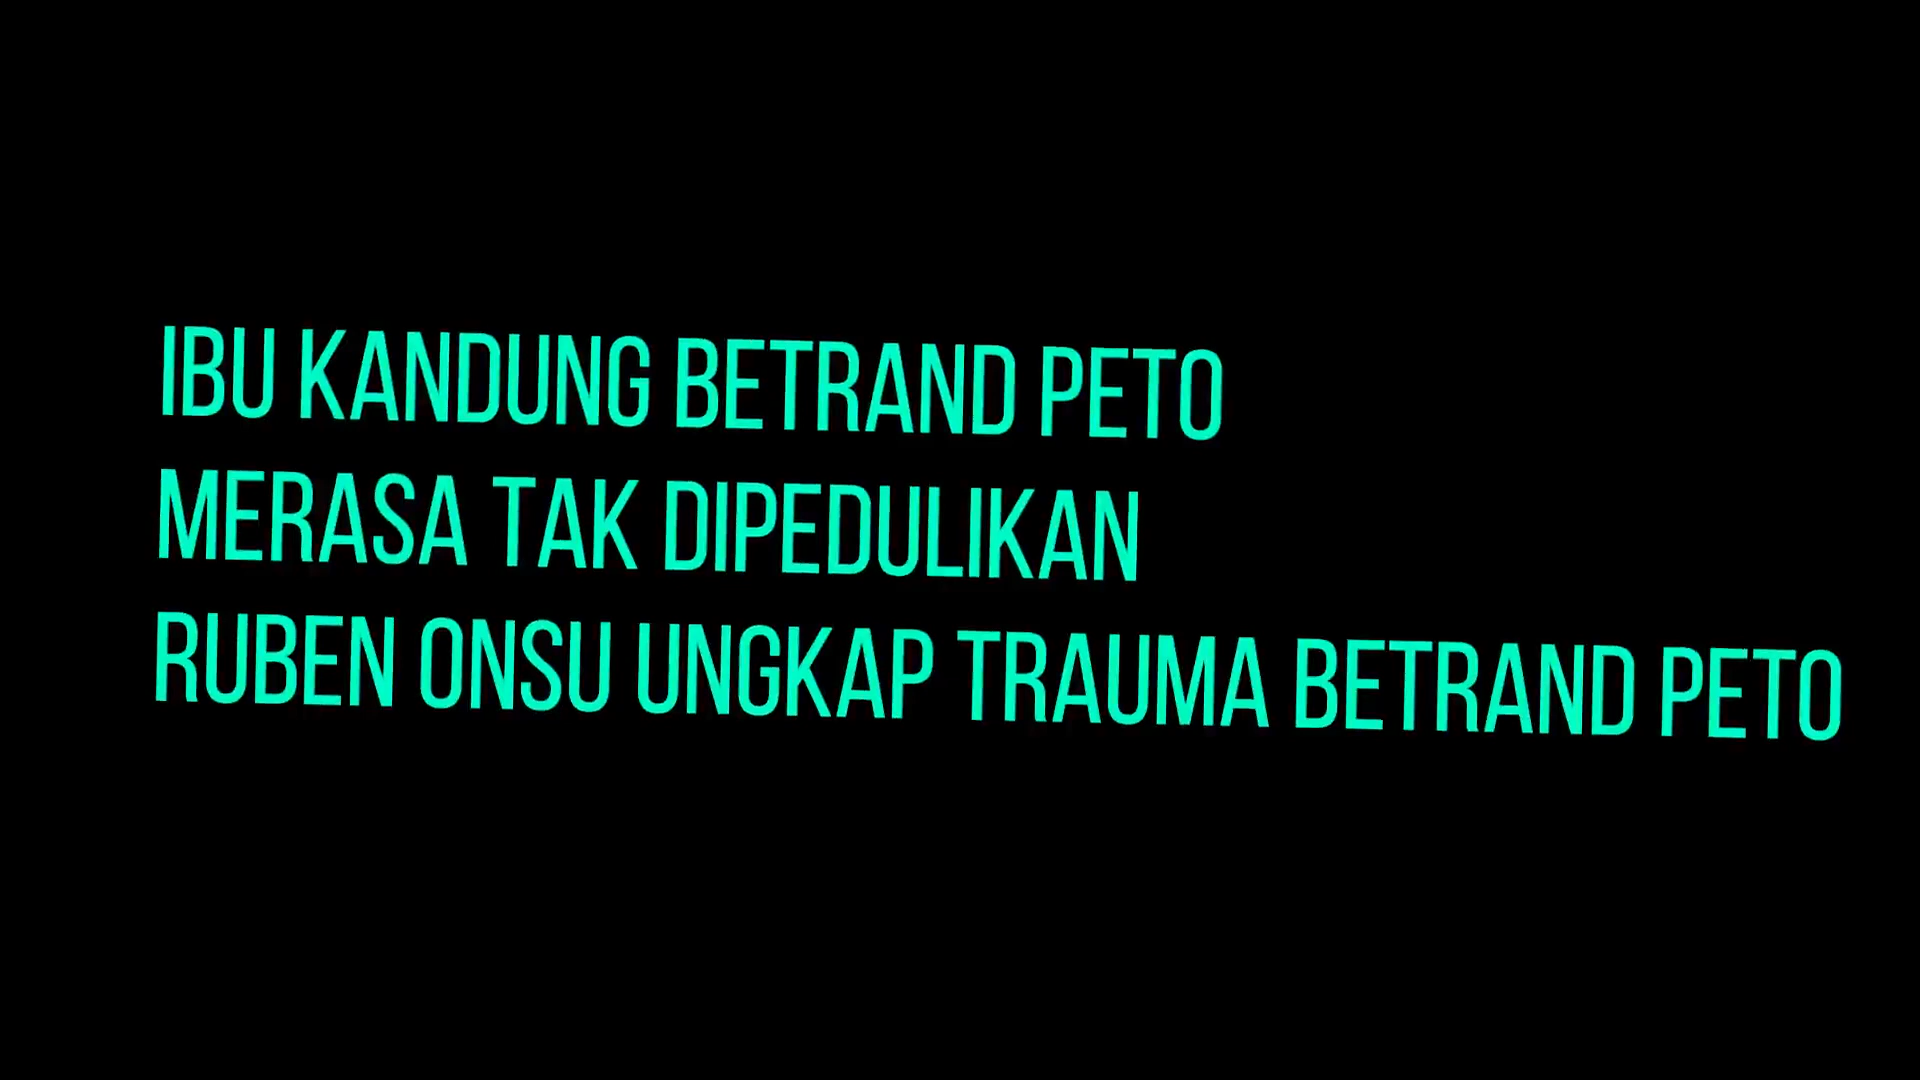 IBU KANDUNG BETRAND PETO
MERASA TAK DIPEDULIKAN
RUBEN ONSU UNGKAP TRAUMA BETRAND PETO